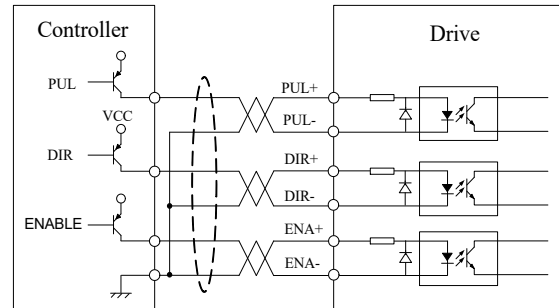 Controller
Drive
PUL
VCC
DIR
ENABLE
PUL+
PUL-
DIR+
DIR-
ENA+
ENA-